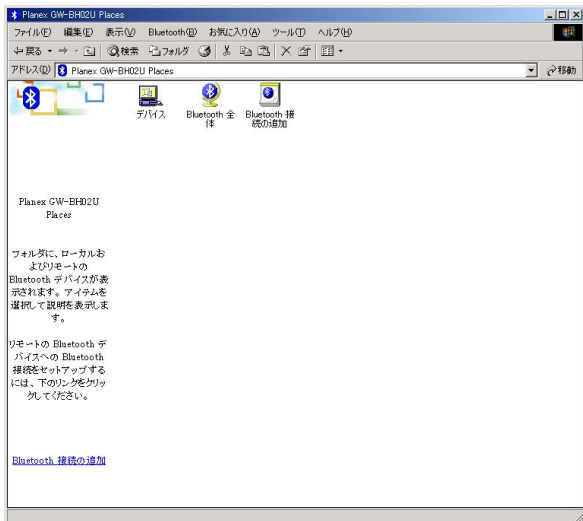 Planex GW-BH02U Places
ファイル(F) 編集(E) 表示(V) Bluetooth(B) お気に入り(A) ツール(T) ヘルプ(H)
戻る 検索 フォルダ
アドレス(D) Planex GW-BH02U Places 移動
デバイス
Bluetooth 全
体
Bluetooth 接
続の追加
Planex GW-BH02U
Places
フォルダに、ローカルお
よびリモートの
Bluetooth デバイスが表
示されます。アイテムを
選択して説明を表示しま
す。
リモートの Bluetooth デ
バイスへの Bluetooth
接続をセットアップする
には、下のリンクをクリッ
クしてください。
Bluetooth 接続の追加